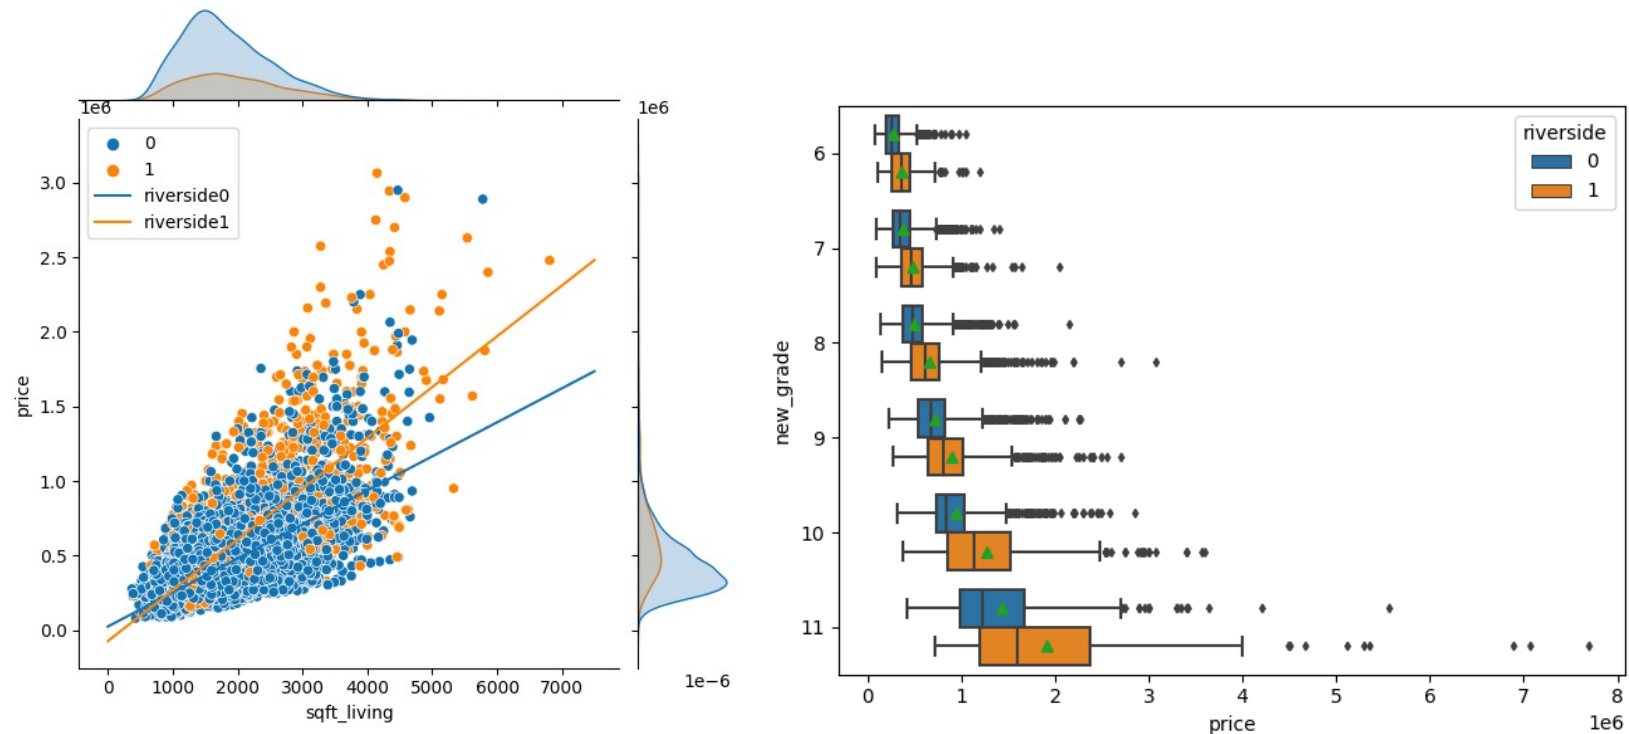 1e6
1e6
0
1
riverside0
riverside1
3.0
2.5
2.0
1.5
1.0
0.5
0.0
price
0 1000 2000 3000 4000 5000 6000 7000
sqft_living
1e−6
riverside
0
1
6
7
8
9
10
11
new_grade
0 1 2 3 4 5 6 7 8
1e6
price